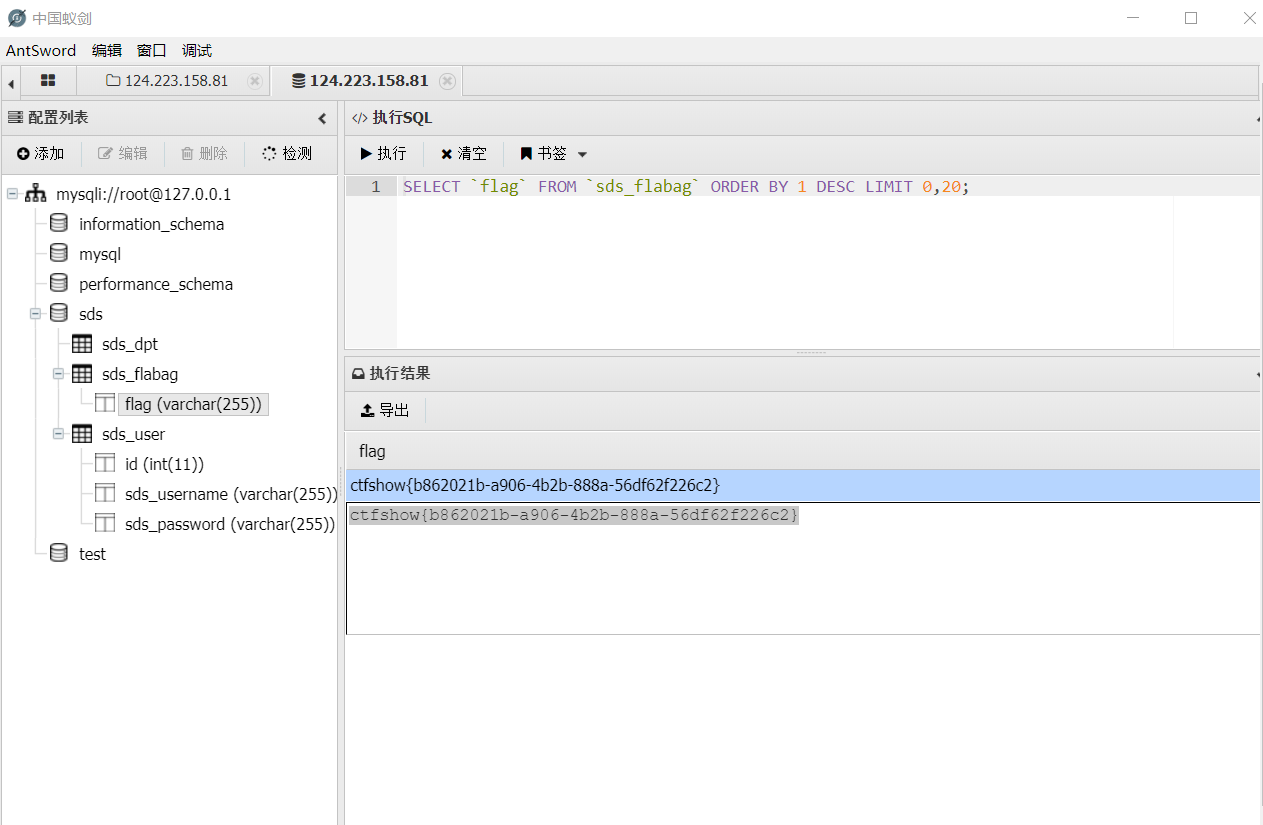 中国蚁剑
AntSword 编辑 窗口 调试
124.223.158.81 124.223.158.81
配置列表
添加 编辑 删除 检测
mysqli://root@127.0.0.1
information_schema
mysql
performance_schema
sds
sds_dpt
sds_flabag
flag (varchar(255))
sds_user
id (int(11))
sds_username (varchar(255))
sds_password (varchar(255))
test
</> 执行SQL
执行 清空 书签
1 SELECT `flag` FROM `sds_flabag` ORDER BY 1 DESC LIMIT 0,20;
执行结果
导出
flag
ctfshow{b862021b-a906-4b2b-888a-56df62f226c2}
ctfshow{b862021b-a906-4b2b-888a-56df62f226c2}